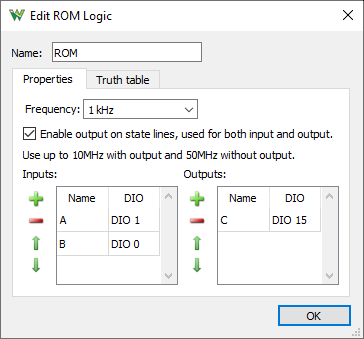 Edit ROM Logic
Name: ROM
Properties Truth table
Frequency: 1 kHz
Enable output on state lines, used for both input and output.
Use up to 10MHz with output and 50MHz without output.
Inputs: Outputs:
Name DIO Name DIO
A DIO 1 C DIO 15
B DIO 0
OK